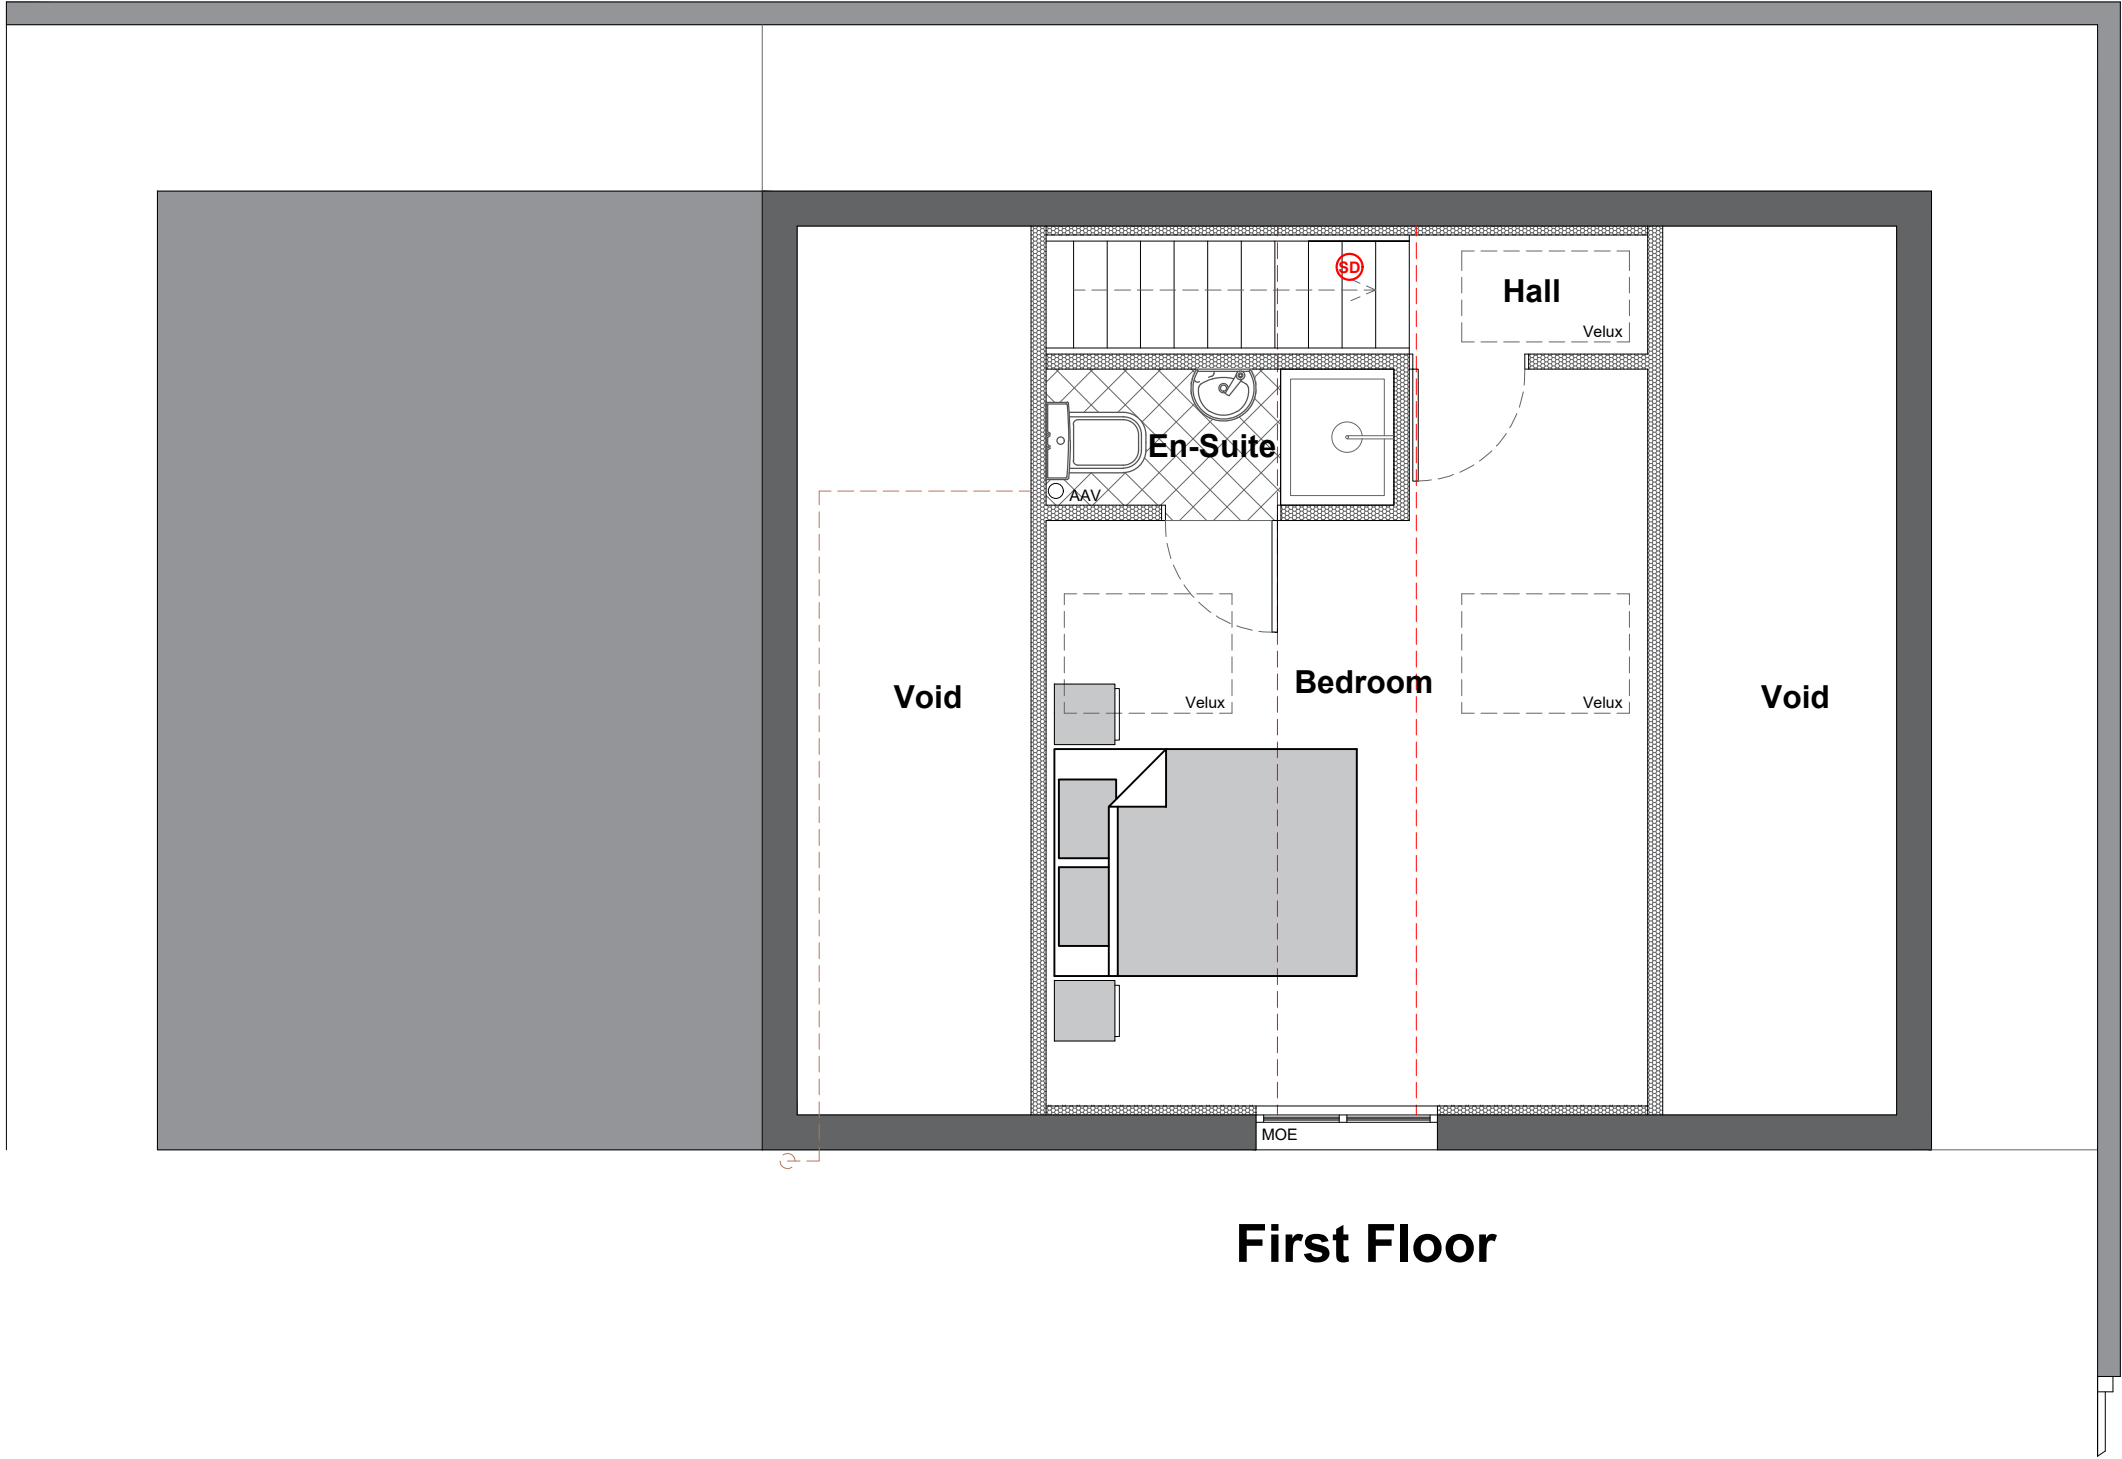 SD
Hall
Velux
En-Suite
AAV
Bedroom
Velux
Velux
Void
Void
MOE
First Floor